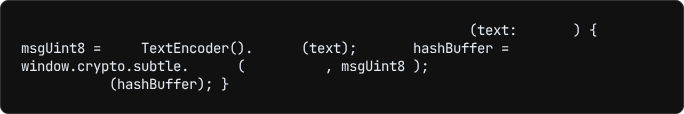 (text: ) {
msgUint8 = TextEncoder(). (text); hashBuffer =
window.crypto.subtle. ( , msgUint8 );
(hashBuffer); }